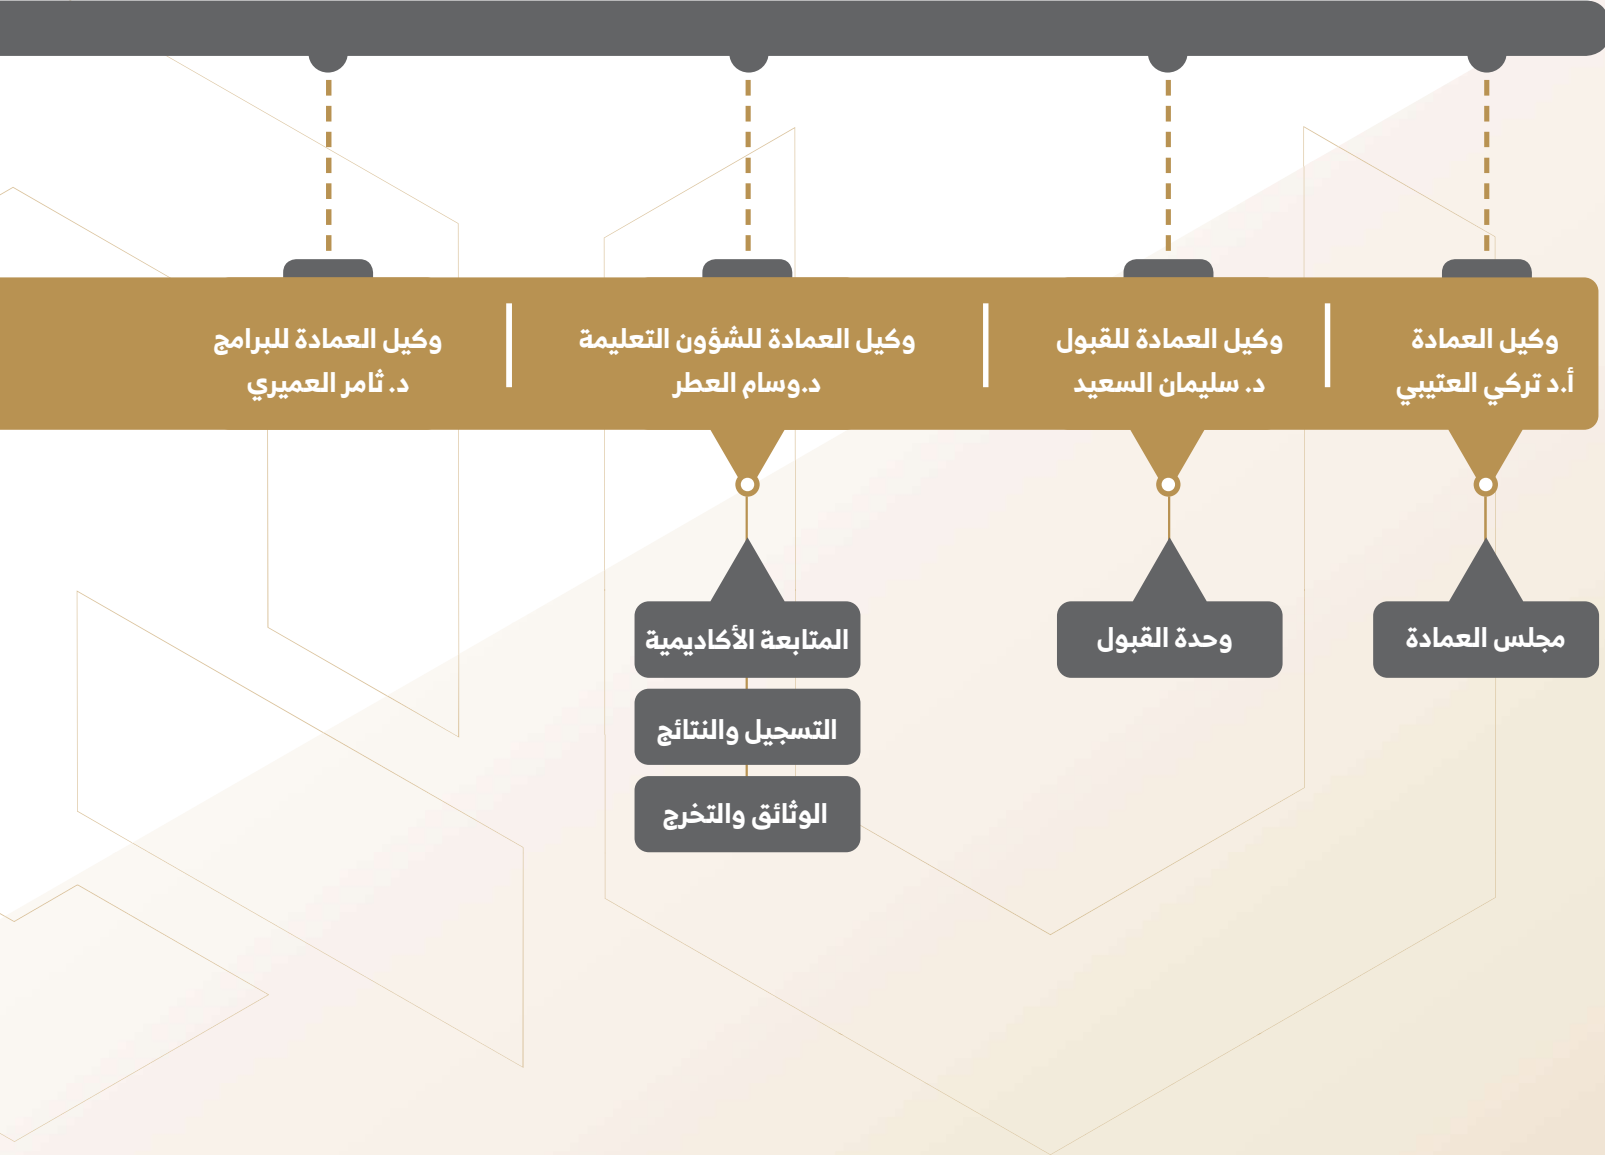 وكيل العمادة
أ.د تركي العتيبي
وكيل العمادة للقبول
د. سليمان السعيد
وكيل العمادة للشؤون التعليمة
د.وسام العطر
وكيل العمادة للبرامج
د. ثامر العميري
مجلس العمادة
وحدة القبول
المتابعة الأكاديمية
التسجيل والنتائج
الوثائق والتخرج